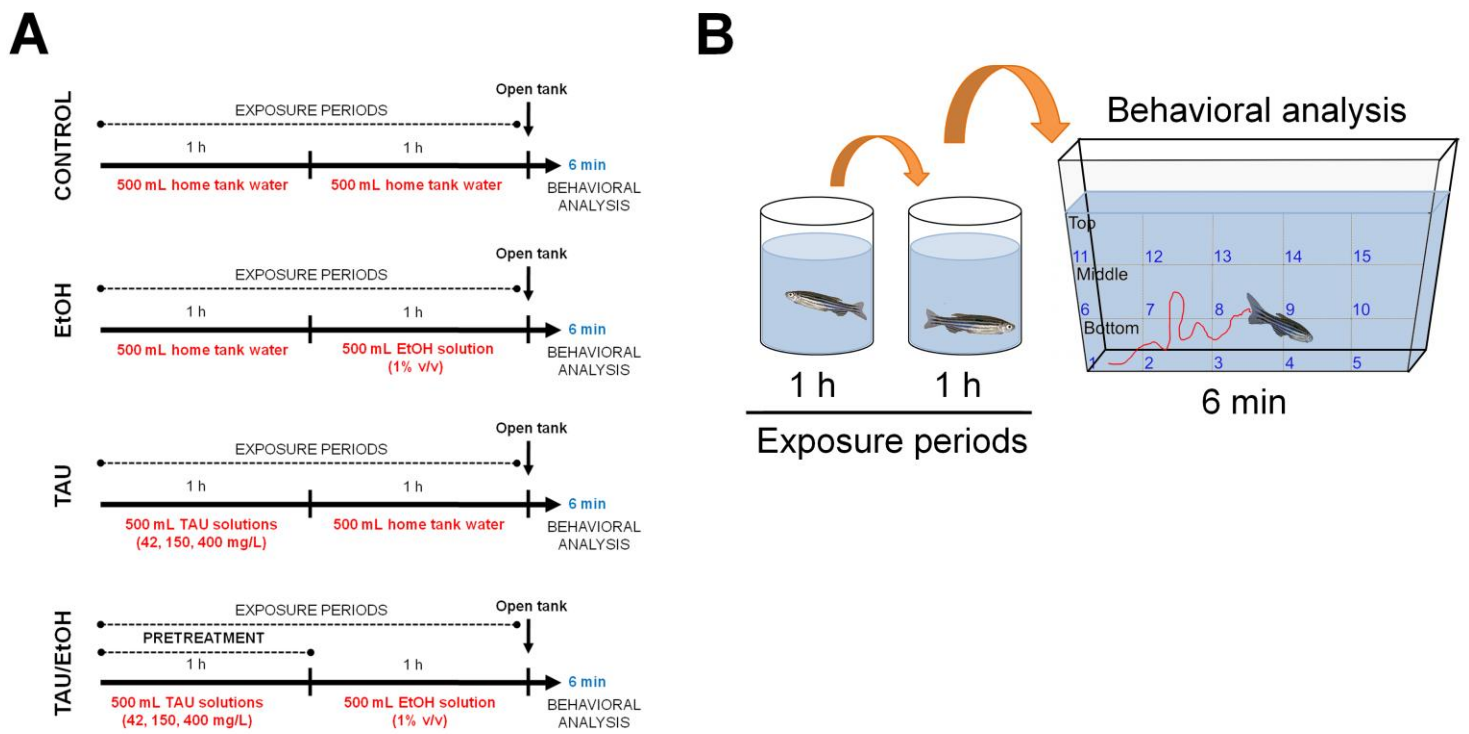 A
CONTROL
Open tank
EXPOSURE PERIODS
1 h
1 h
6 min
500 mL home tank water
500 mL home tank water
BEHAVIORAL
ANALYSIS
EtOH
Open tank
EXPOSURE PERIODS
1 h
1 h
6 min
500 mL home tank water
500 mL EtOH solution
(1% v/v)
BEHAVIORAL
ANALYSIS
TAU
Open tank
EXPOSURE PERIODS
1 h
1 h
6 min
500 mL TAU solutions
(42, 150, 400 mg/L)
500 mL home tank water
BEHAVIORAL
ANALYSIS
TAU/EtOH
Open tank
EXPOSURE PERIODS
PRETREATMENT
1 h
1 h
6 min
500 mL TAU solutions
(42, 150, 400 mg/L)
500 mL EtOH solution
(1% v/v)
BEHAVIORAL
ANALYSIS
B
Behavioral analysis
Top
11 12 13 14 15
Middle
6 7 8 9 10
Bottom
1 2 3 4 5
1 h
1 h
6 min
Exposure periods